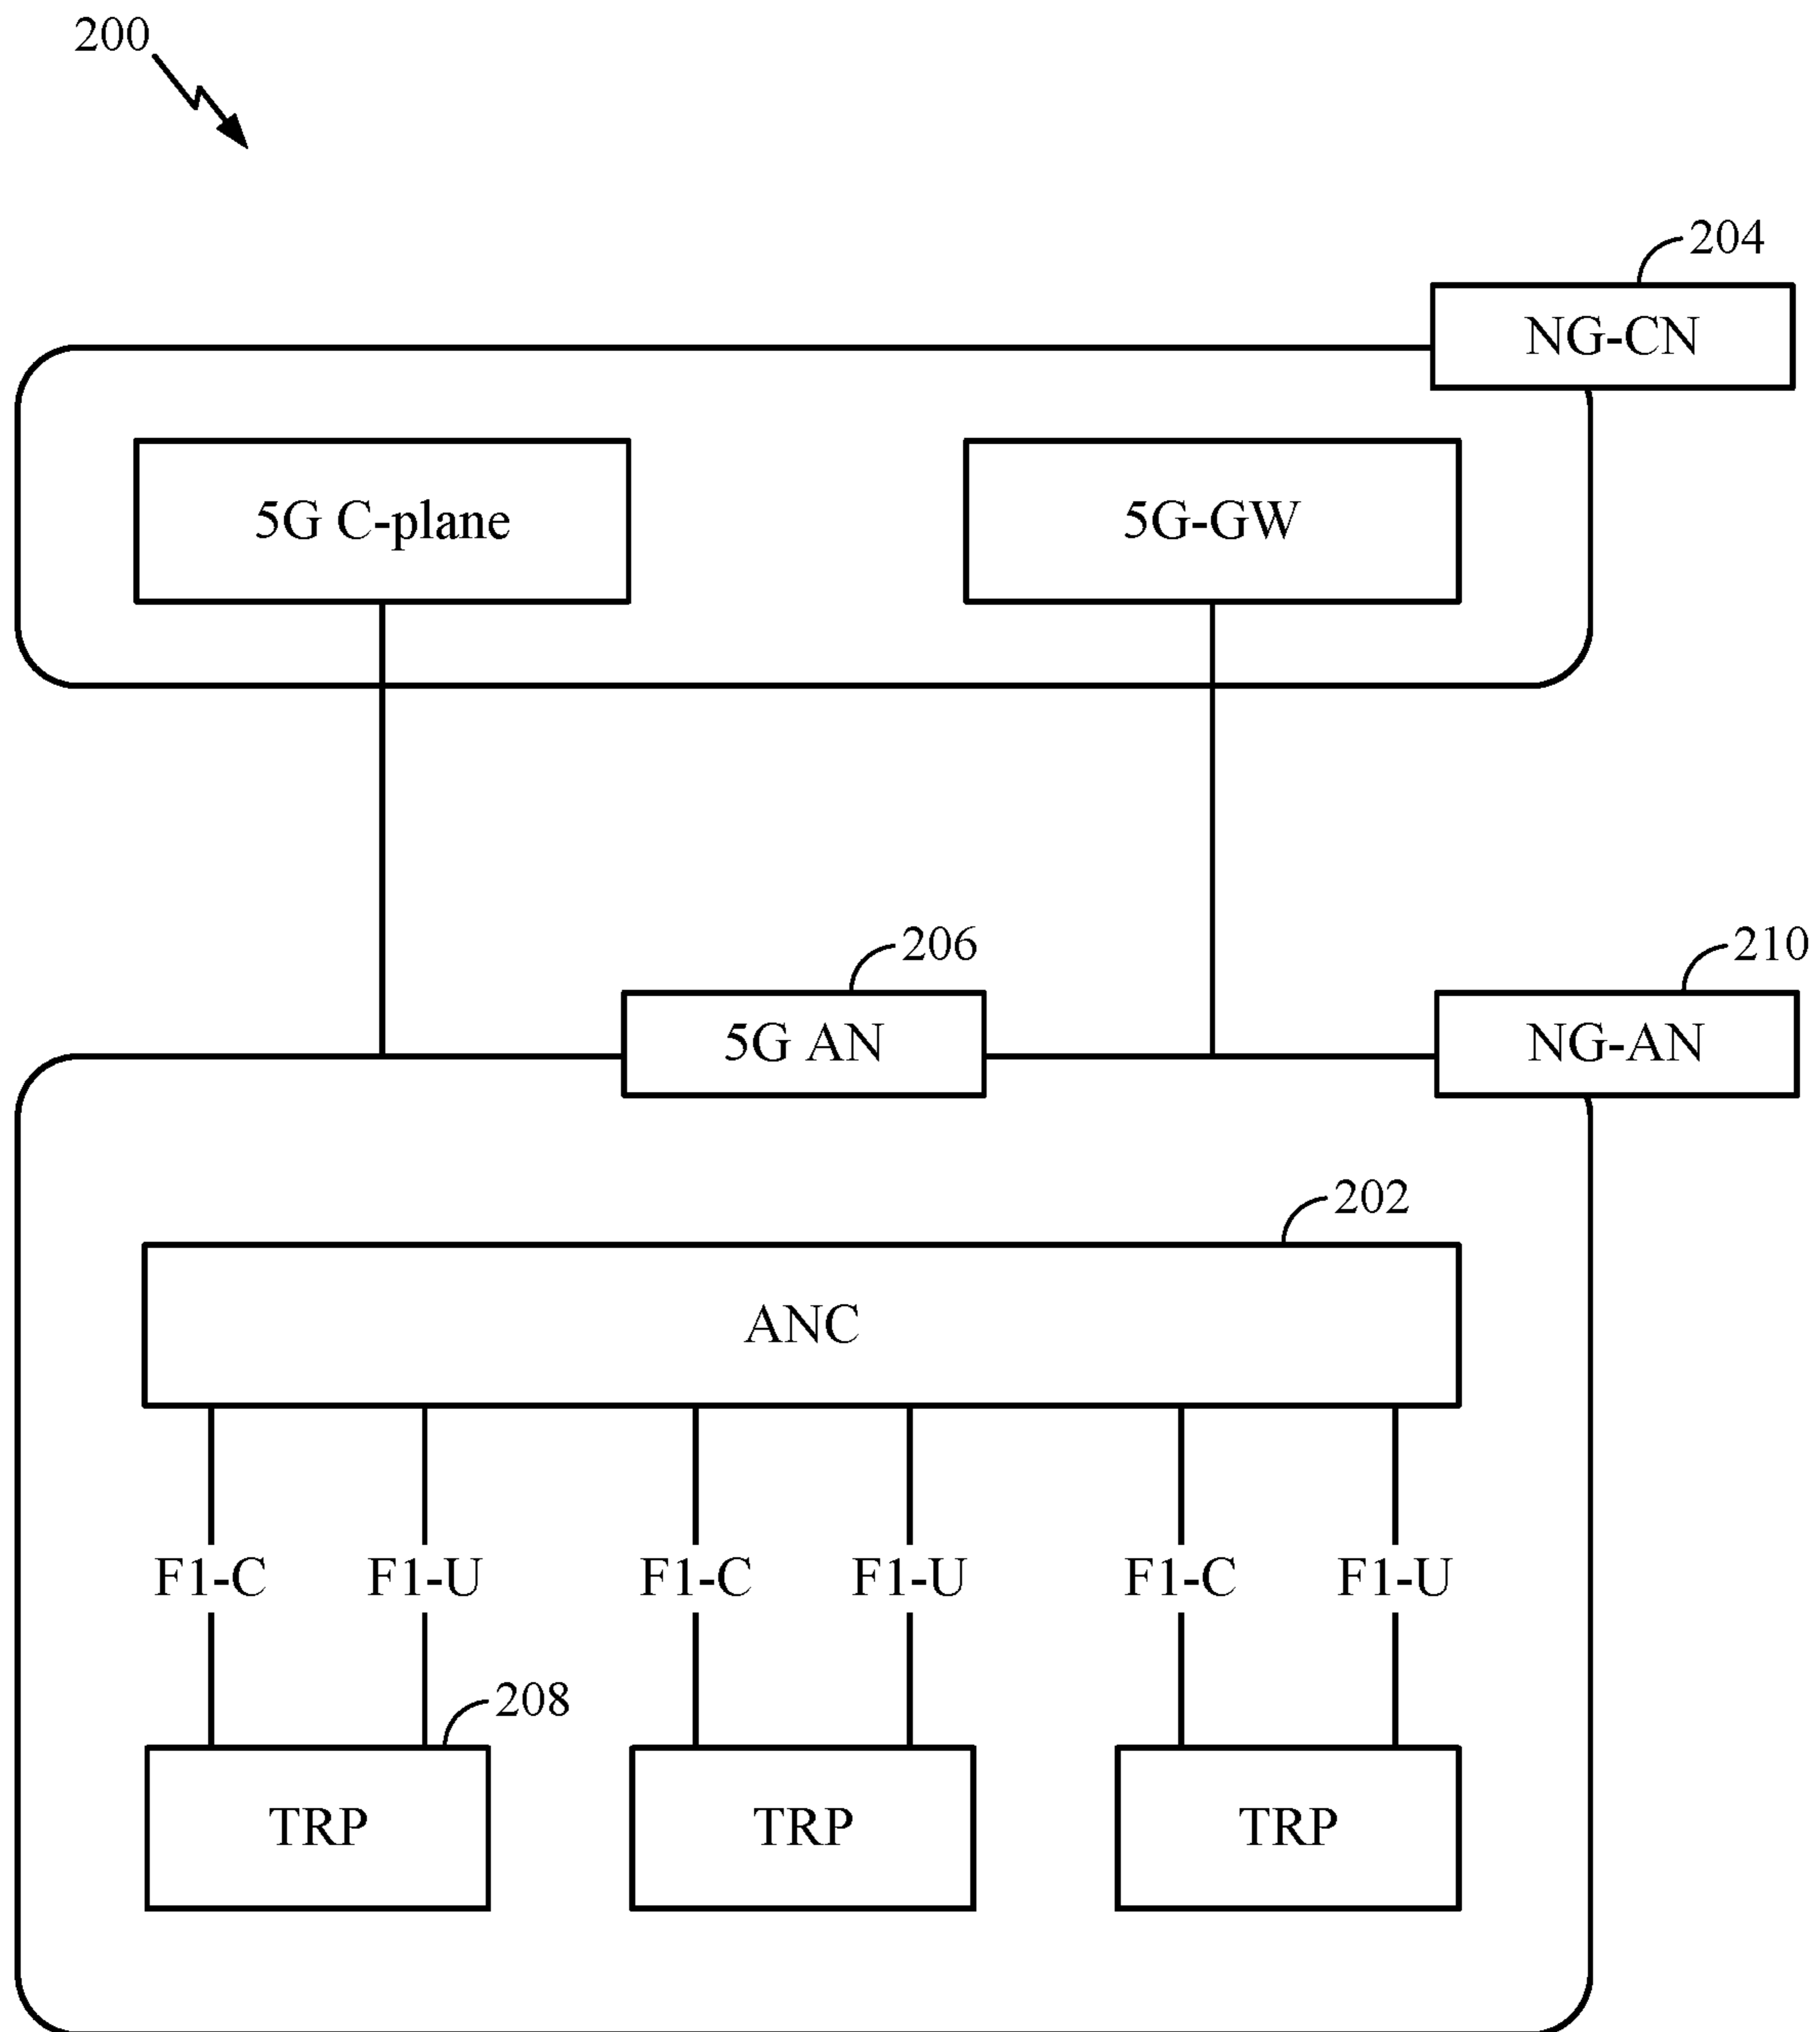 200
204
NG-CN
5G C-plane
5G-GW
206
210
5G AN
NG-AN
202
ANC
F1-C F1-U F1-C F1-U F1-C F1-U
208
TRP TRP TRP